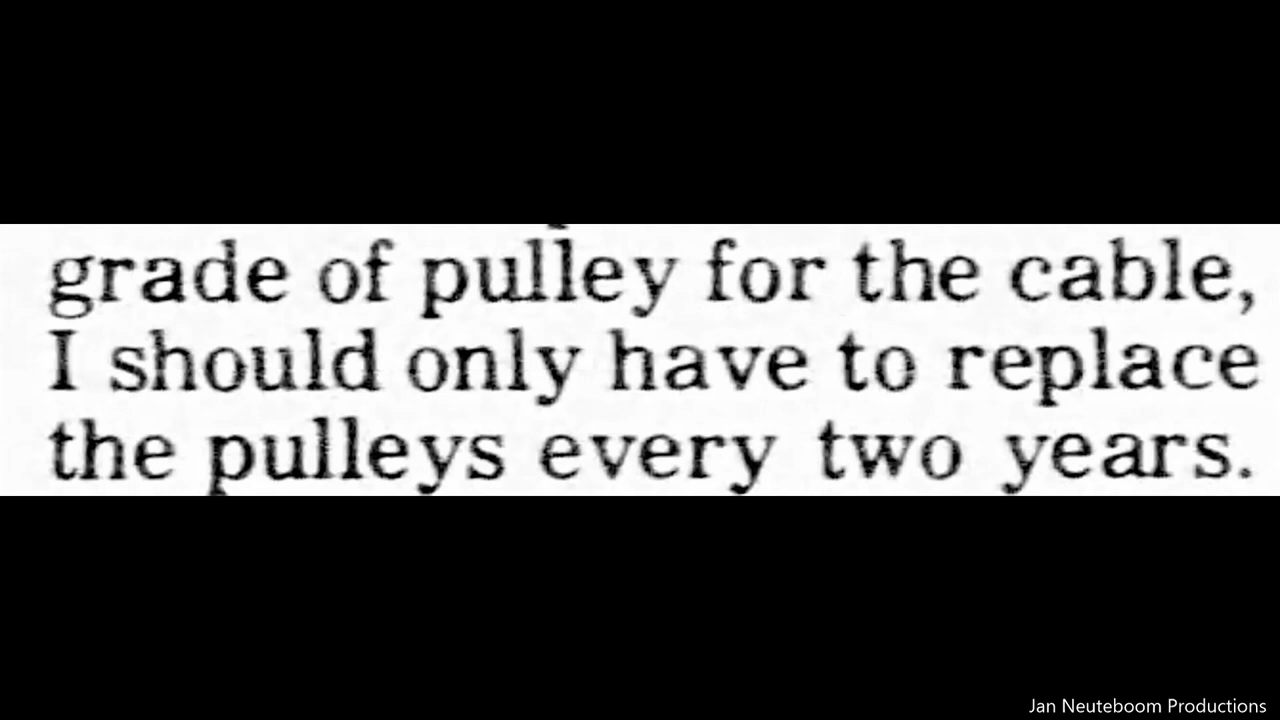 grade of pulley for the cable,
I should only have to replace
the pulleys every two years.
Jan Neuteboom Productions